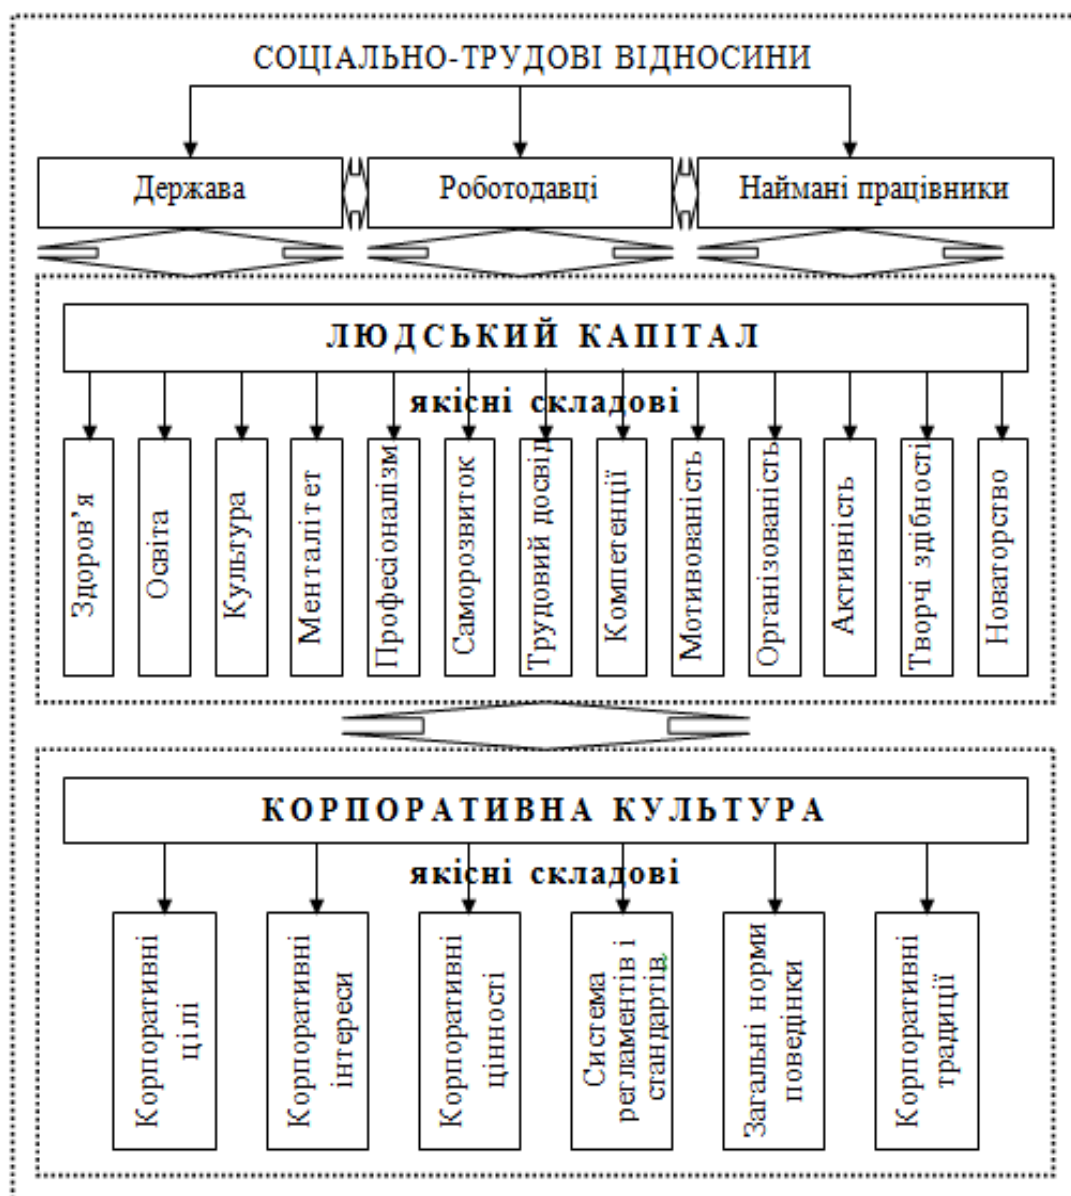 СОЦІАЛЬНО-ТРУДОВІ ВІДНОСИНИ
Держава
Роботодавці
Наймані працівники
ЛЮДСЬКИЙ КАПІТАЛ
якісні складові
Здоров’я
Освіта
Культура
Менталітет
Професіоналізм
Саморозвиток
Трудовий досвід
Компетенції
Мотивованість
Організованість
Активність
Творчі здібності
Новаторство
КОРПОРАТИВНА КУЛЬТУРА
якісні складові
Корпоративні
цілі
Корпоративні
інтереси
Корпоративні
цінності
Система
регламентів і
стандартів
Загальні норми
поведінки
Корпоративні
традиції